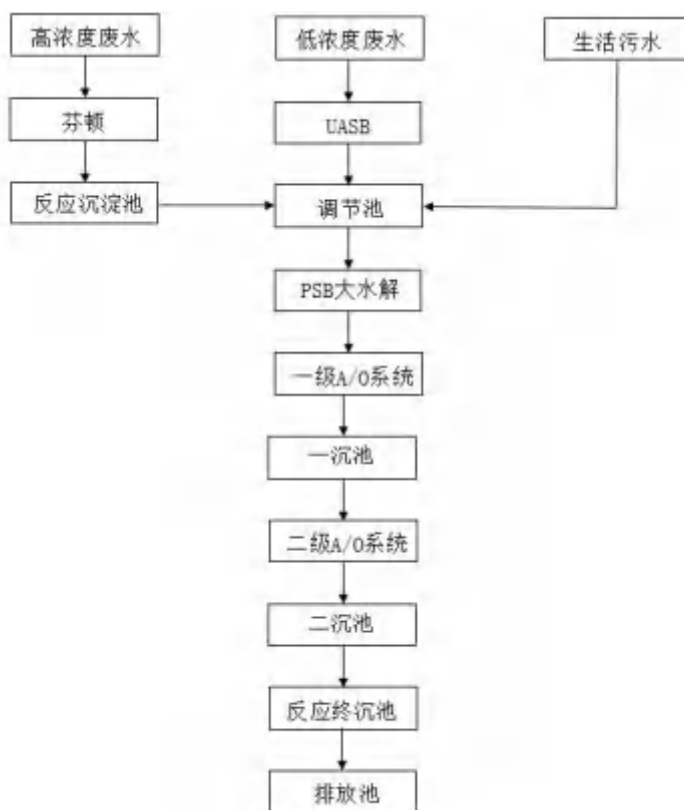 高浓度废水
低浓度废水
生活污水
芬顿
UASB
反应沉淀池
调节池
PSB大水解
一级A/O系统
一沉池
二级A/O系统
二沉池
反应终沉池
排放池